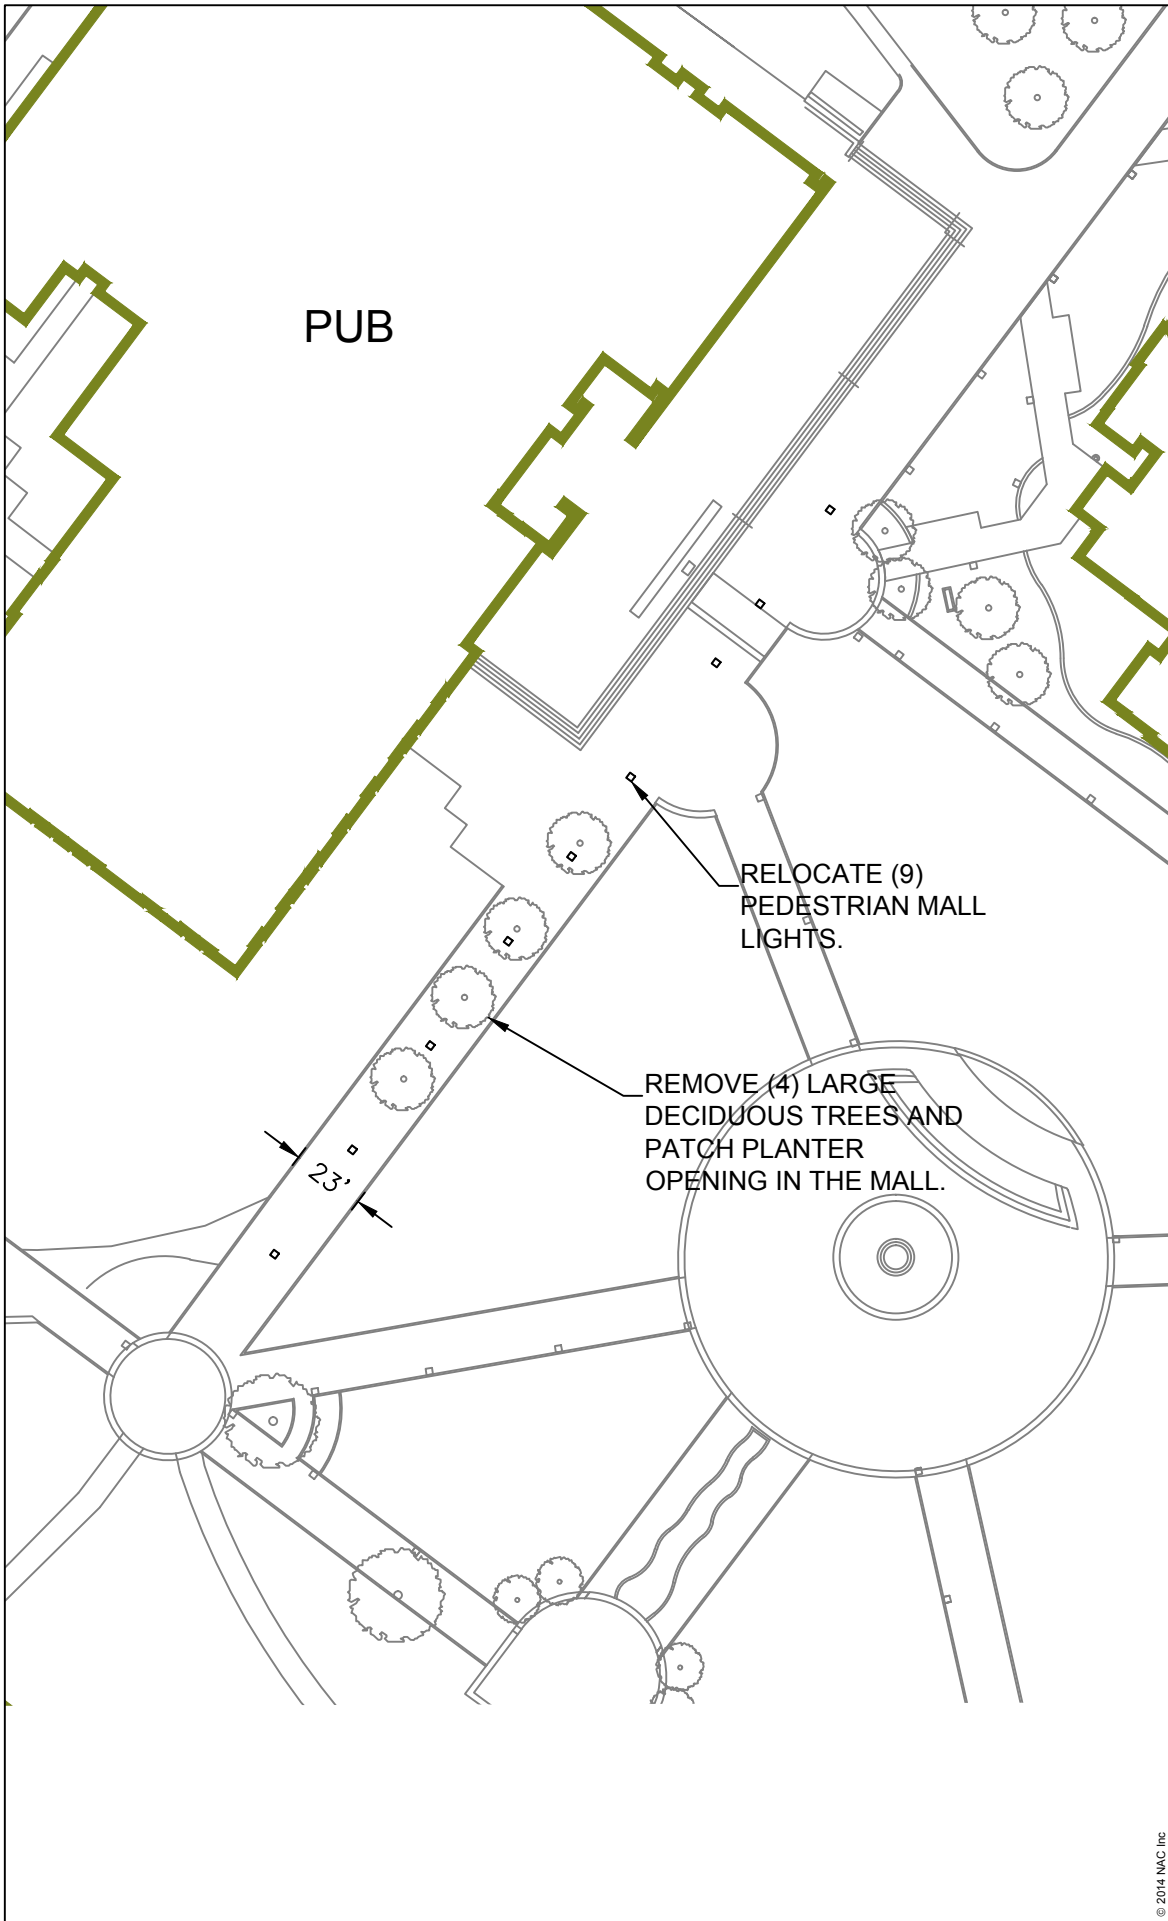 PUB
RELOCATE (9)
PEDESTRIAN MALL
LIGHTS.
REMOVE (4) LARGE
DECIDUOUS TREES AND
PATCH PLANTER
OPENING IN THE MALL.
23'
© 2014 NAC Inc